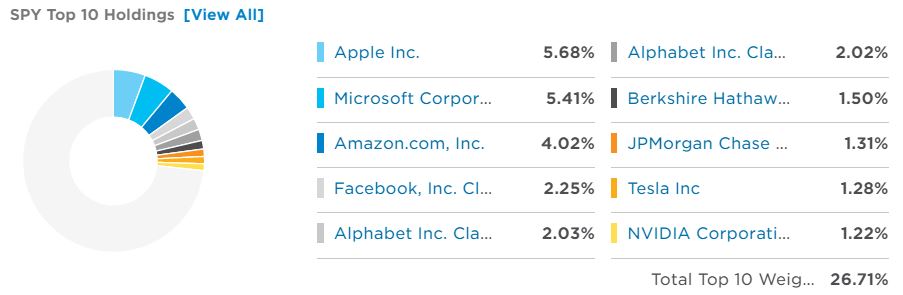 SPY Top 10 Holdings [View All]
Apple Inc. 5.68%
Microsoft Corpor... 5.41%
Amazon.com, Inc. 4.02%
Facebook, Inc. Cl... 2.25%
Alphabet Inc. Cla... 2.03%
Alphabet Inc. Cla... 2.02%
Berkshire Hathaw... 1.50%
JPMorgan Chase ... 1.31%
Tesla Inc 1.28%
NVIDIA Corporati... 1.22%
Total Top 10 Weig... 26.71%